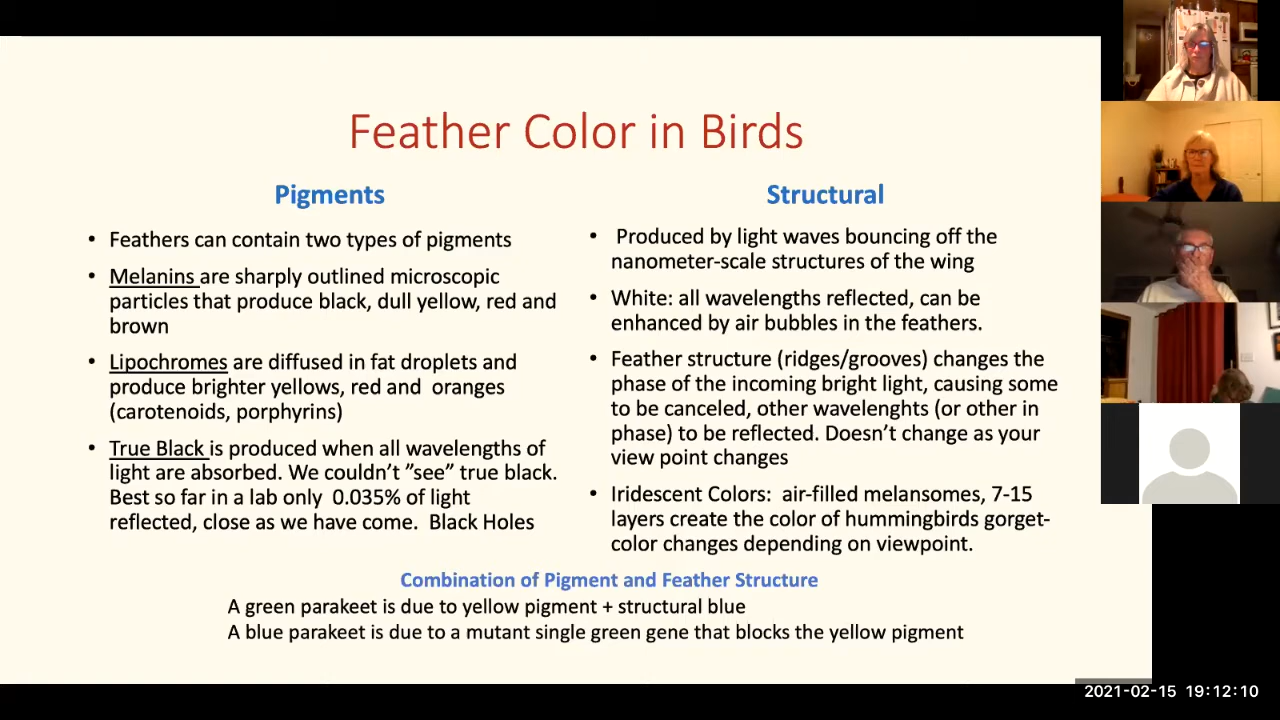 Feather Color in Birds
Pigments
• Feathers can contain two types of pigments
• Melanins are sharply outlined microscopic
particles that produce black, dull yellow, red and
brown
• Lipochromes are diffused in fat droplets and
produce brighter yellows, red and oranges
(carotenoids, porphyrins)
• True Black is produced when all wavelengths of
light are absorbed. We couldn't "see" true black.
Best so far in a lab only 0.035% of light
reflected, close as we have come. Black Holes
Structural
• Produced by light waves bouncing off the
nanometer-scale structures of the wing
• White: all wavelengths reflected, can be
enhanced by air bubbles in the feathers.
• Feather structure (ridges/grooves) changes the
phase of the incoming bright light, causing some
to be canceled, other wavelenghts (or other in
phase) to be reflected. Doesn't change as your
view point changes
• Iridescent Colors: air-filled melansomes, 7-15
layers create the color of hummingbirds gorget-
color changes depending on viewpoint.
Combination of Pigment and Feather Structure
A green parakeet is due to yellow pigment + structural blue
A blue parakeet is due to a mutant single green gene that blocks the yellow pigment
2021-02-15 19:12:10